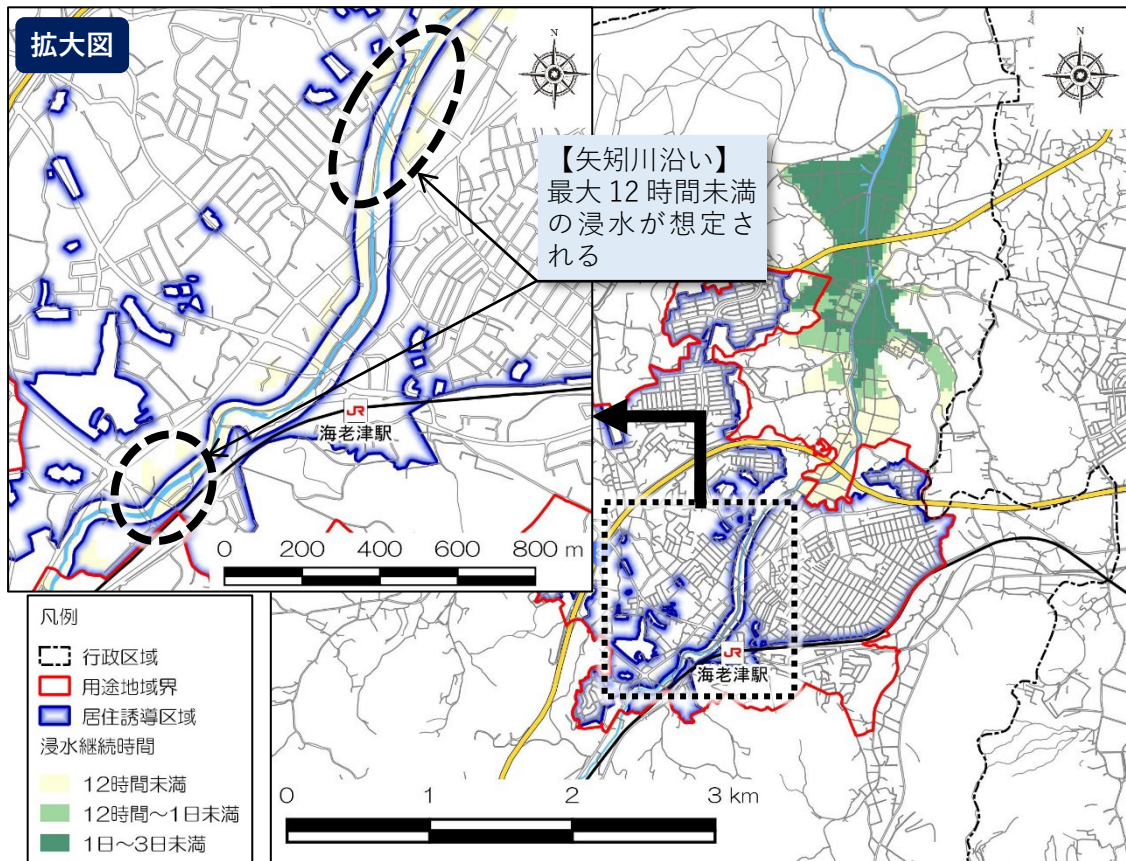 拡大図
【矢矧川沿い】
最大12時間未満
の浸水が想定さ
れる
JR
海老津駅
0 200 400 600 800 m
凡例
行政区域
用途地域界
居住誘導区域
浸水継続時間
12時間未満
12時間～1日未満
1日～3日未満
JR
海老津駅
0 1 2 3 km